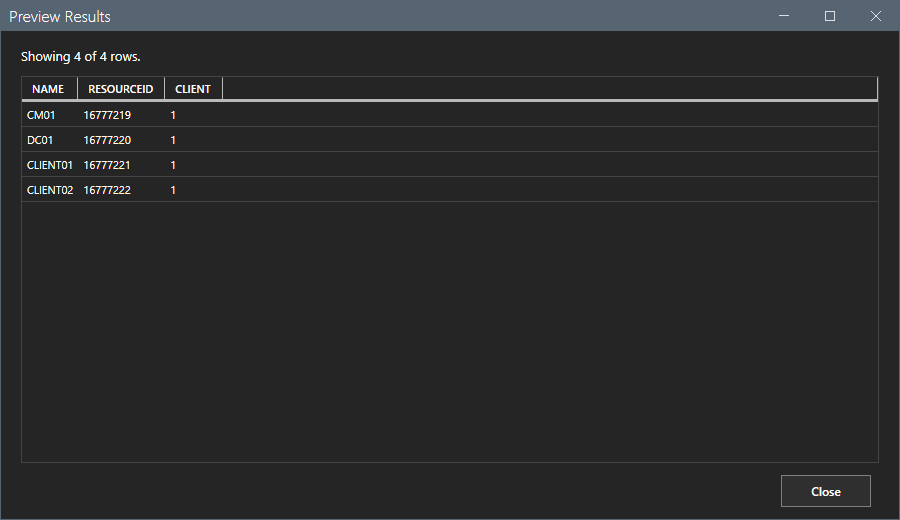 Preview Results
Showing 4 of 4 rows.
NAME RESOURCEID CLIENT
CM01 16777219 1
DC01 16777220 1
CLIENT01 16777221 1
CLIENT02 16777222 1
Close